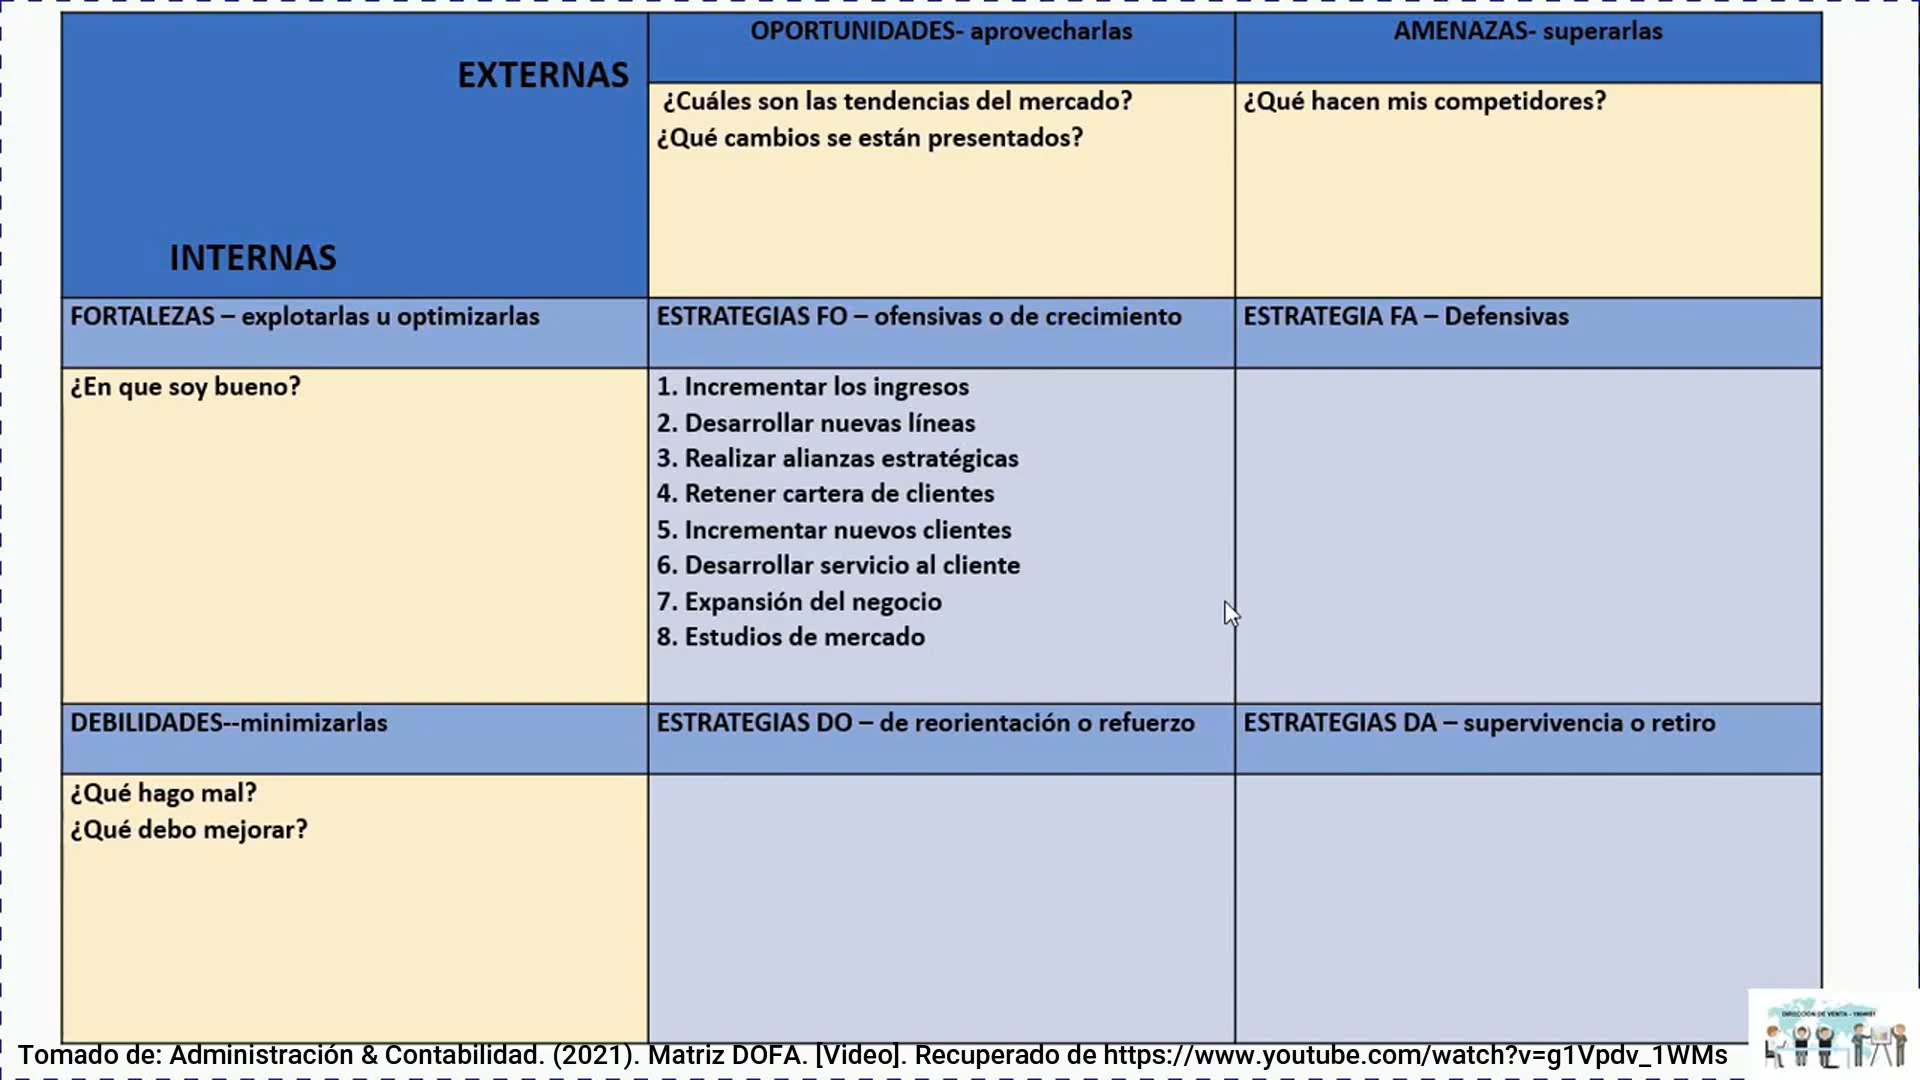 EXTERNAS
INTERNAS
OPORTUNIDADES- aprovecharlas
AMENAZAS- superarlas
¿Cuáles son las tendencias del mercado?
¿Qué cambios se están presentados?
¿Qué hacen mis competidores?
FORTALEZAS – explotarlas u optimizarlas
ESTRATEGIAS FO – ofensivas o de crecimiento
ESTRATEGIA FA – Defensivas
¿En que soy bueno?
1. Incrementar los ingresos
2. Desarrollar nuevas líneas
3. Realizar alianzas estratégicas
4. Retener cartera de clientes
5. Incrementar nuevos clientes
6. Desarrollar servicio al cliente
7. Expansión del negocio
8. Estudios de mercado
DEBILIDADES--minimizarlas
ESTRATEGIAS DO – de reorientación o refuerzo
ESTRATEGIAS DA – supervivencia o retiro
¿Qué hago mal?
¿Qué debo mejorar?
Tomado de: Administración & Contabilidad. (2021). Matriz DOFA. [Video]. Recuperado de https://www.youtube.com/watch?v=g1Vpdv_1WMs
DIRECCIÓN DE VENTA -